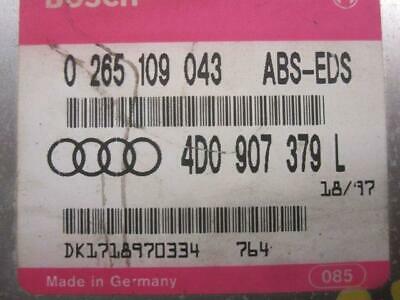 Bosch
0 265 109 043 ABS-EDS
4D0 907 379 L
18/97
DK1718970334 764
Made in Germany 085